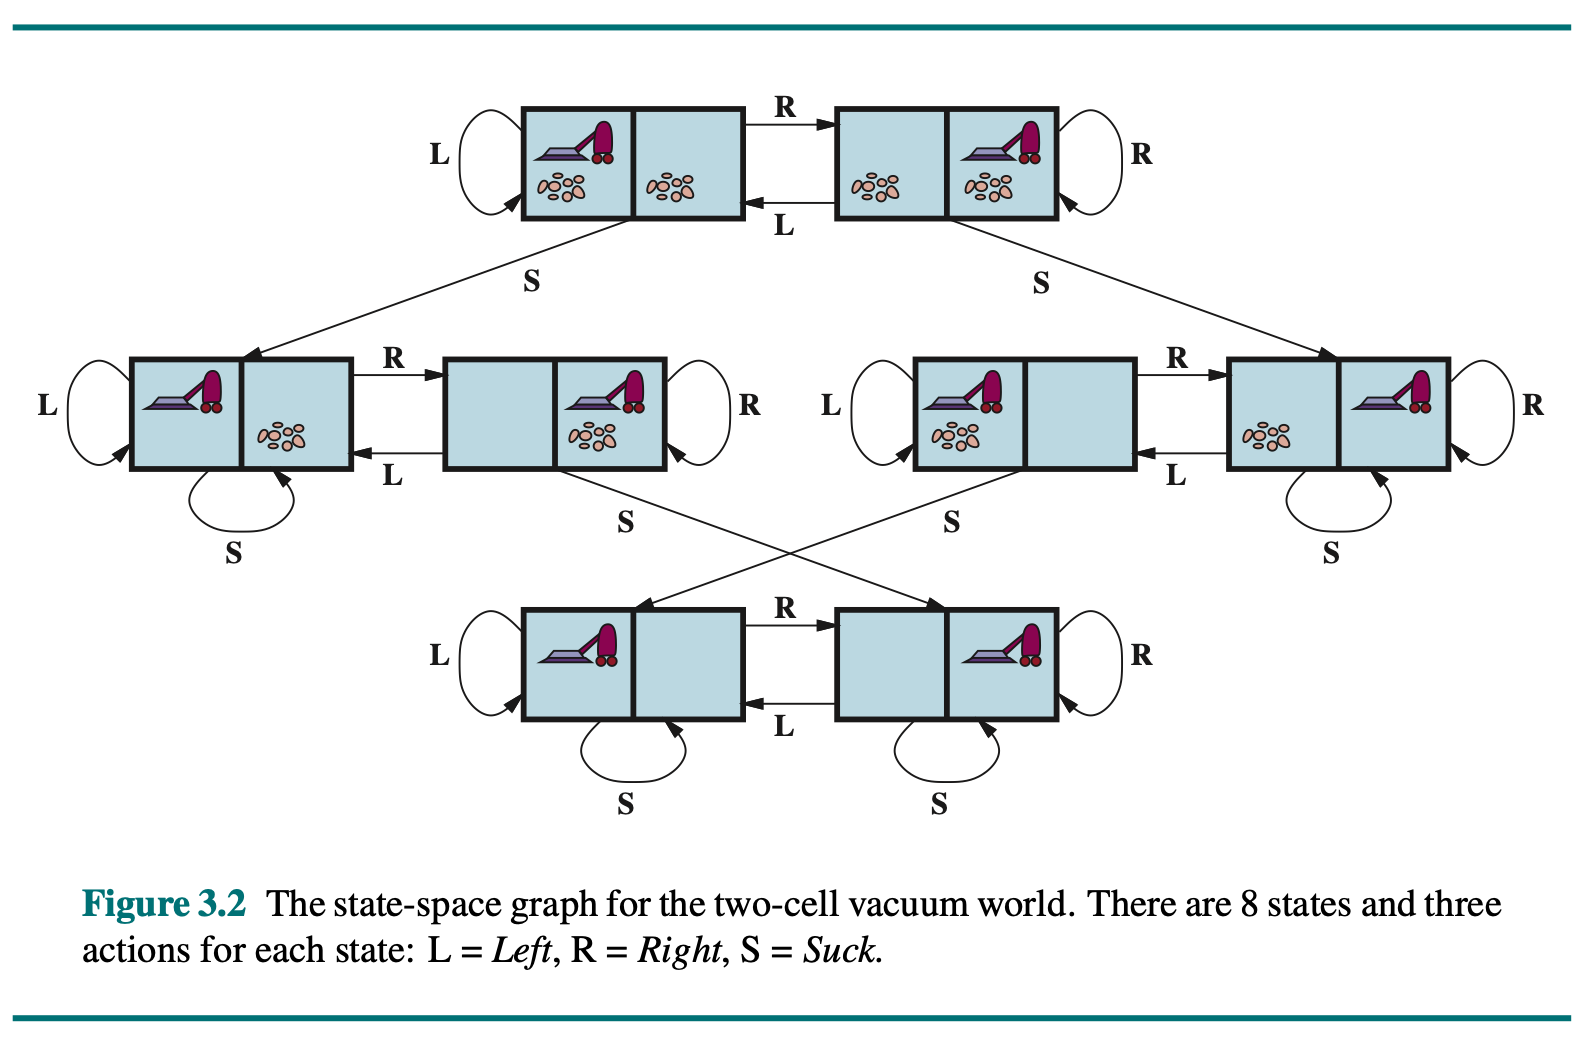 R
L
R
L
S
S
R
R
L
R
L
R
L
L
S
S
S
S
R
L
R
L
S
S
Figure 3.2 The state-space graph for the two-cell vacuum world. There are 8 states and three
actions for each state: L = Left, R = Right, S = Suck.